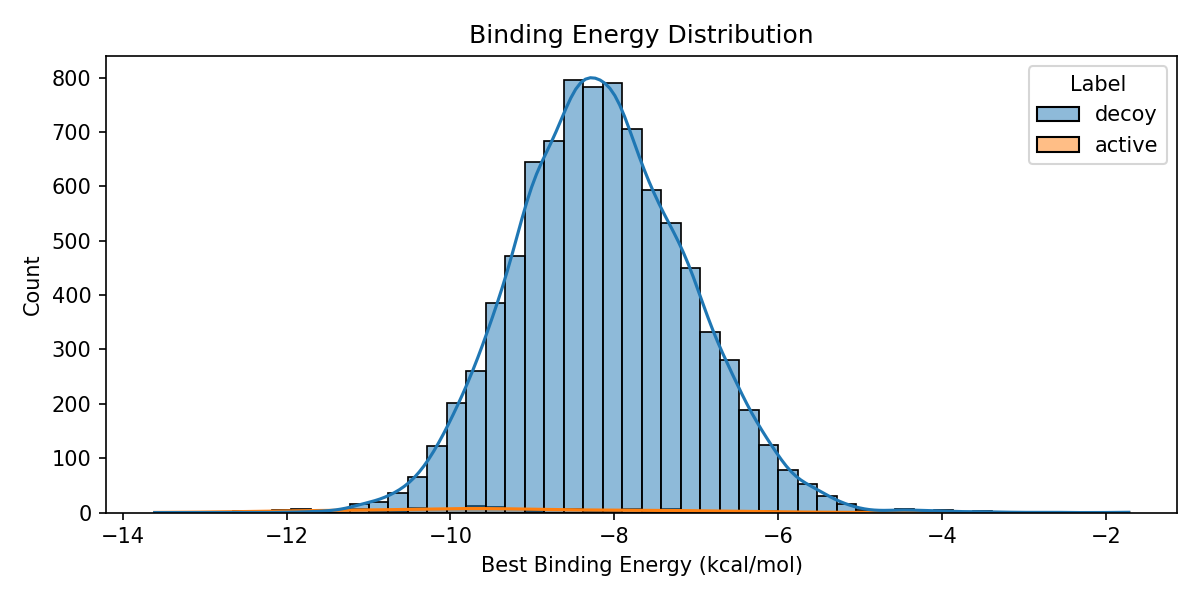 Binding Energy Distribution
Label
decoy
active
Count
800
700
600
500
400
300
200
100
0
−14 −12 −10 −8 −6 −4 −2
Best Binding Energy (kcal/mol)